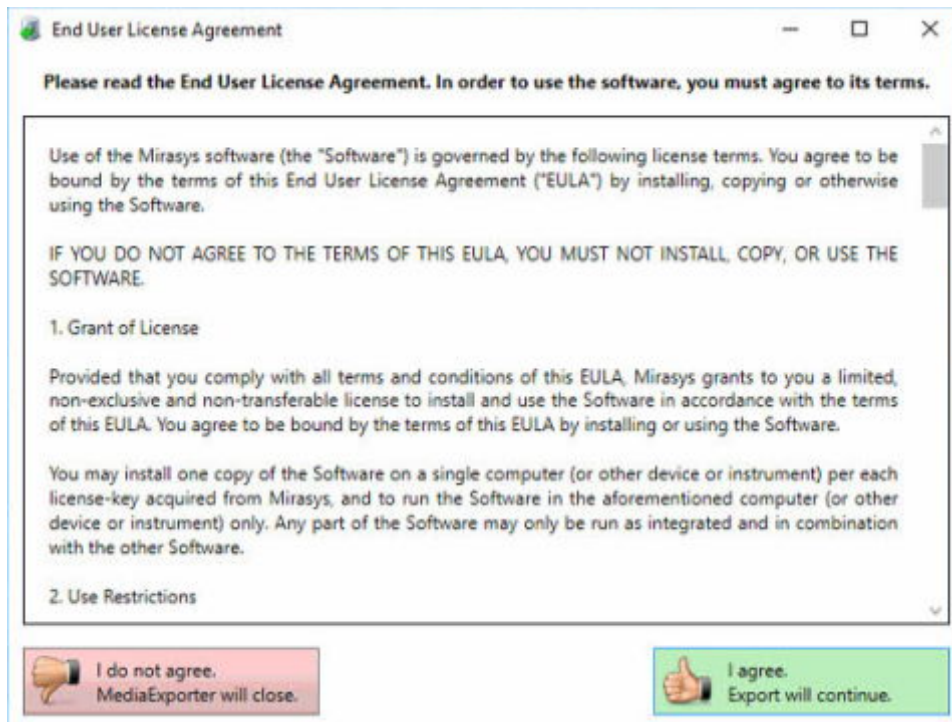 End User License Agreement
Please read the End User License Agreement. In order to use the software, you must agree to its terms.
Use of the Mirasys software (the "Software") is governed by the following license terms. You agree to be
bound by the terms of this End User License Agreement ("EULA") by installing, copying or otherwise
using the Software.
IF YOU DO NOT AGREE TO THE TERMS OF THIS EULA, YOU MUST NOT INSTALL, COPY, OR USE THE
SOFTWARE.
1. Grant of License
Provided that you comply with all terms and conditions of this EULA, Mirasys grants to you a limited,
non-exclusive and non-transferable license to install and use the Software in accordance with the terms
of this EULA. You agree to be bound by the terms of this EULA by installing or using the Software.
You may install one copy of the Software on a single computer (or other device or instrument) per each
license-key acquired from Mirasys, and to run the Software in the aforementioned computer (or other
device or instrument) only. Any part of the Software may only be run as integrated and in combination
with the other Software.
2. Use Restrictions
I do not agree.
MediaExporter will close.
I agree.
Export will continue.